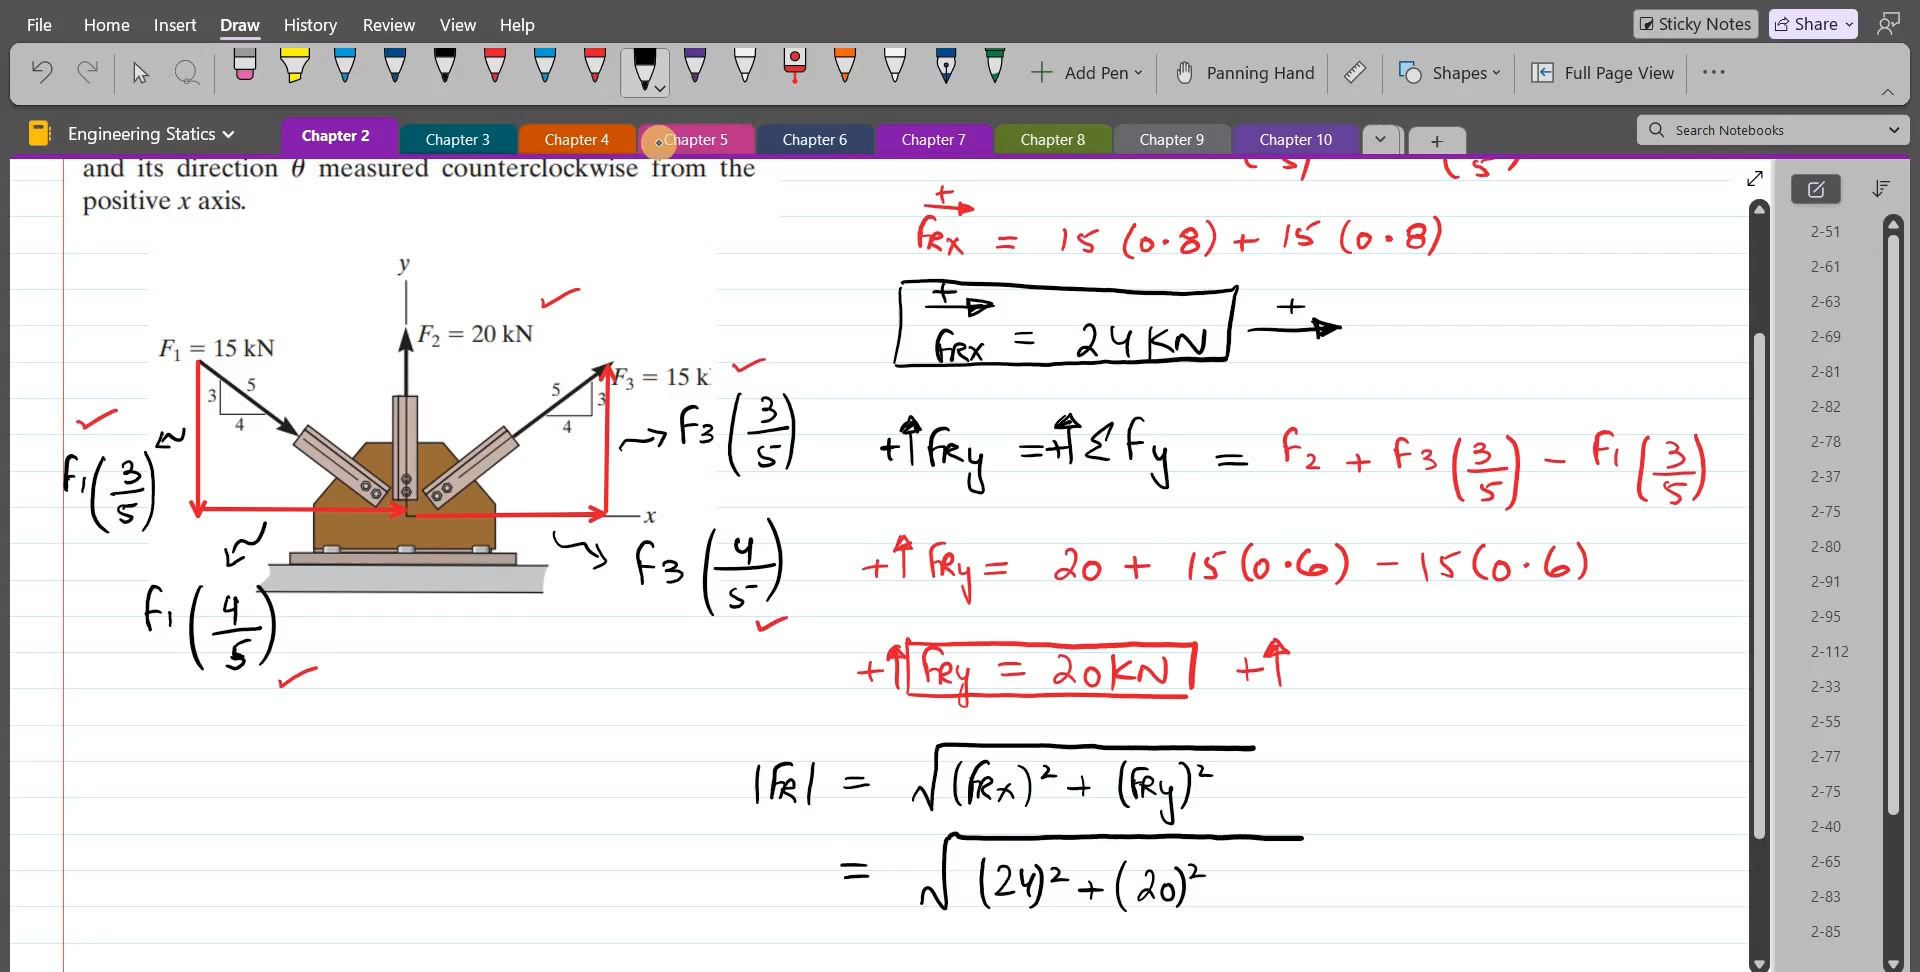 File Home Insert Draw History Review View Help
Sticky Notes Share
Add Pen Panning Hand Shapes Full Page View
Engineering Statics Chapter 2 Chapter 3 Chapter 4 Chapter 5 Chapter 6 Chapter 7 Chapter 8 Chapter 9 Chapter 10 + Search Notebooks
and its direction θ measured counterclockwise from the
positive x axis.
y
F₂ = 20 kN
F₁ = 15 kN
F₃ = 15 k
3 5 4
5 3 4
x
F₁(3/5)
F₁(4/5)
F₃(3/5)
F₃(4/5)
+→ FRx = 15 (0.8) + 15 (0.8)
+→ FRx = 24 KN +→
+↑ FRy = +↑ Σ Fy = F₂ + F3 (3/5) − F₁ (3/5)
+↑ FRy = 20 + 15 (0.6) − 15 (0.6)
+↑ FRy = 20 KN +↑
|FR| = √(FRx)² + (FRy)²
= √(24)² + (20)²
2-51
2-61
2-63
2-69
2-81
2-82
2-78
2-37
2-75
2-80
2-91
2-95
2-112
2-33
2-55
2-77
2-75
2-40
2-65
2-83
2-85